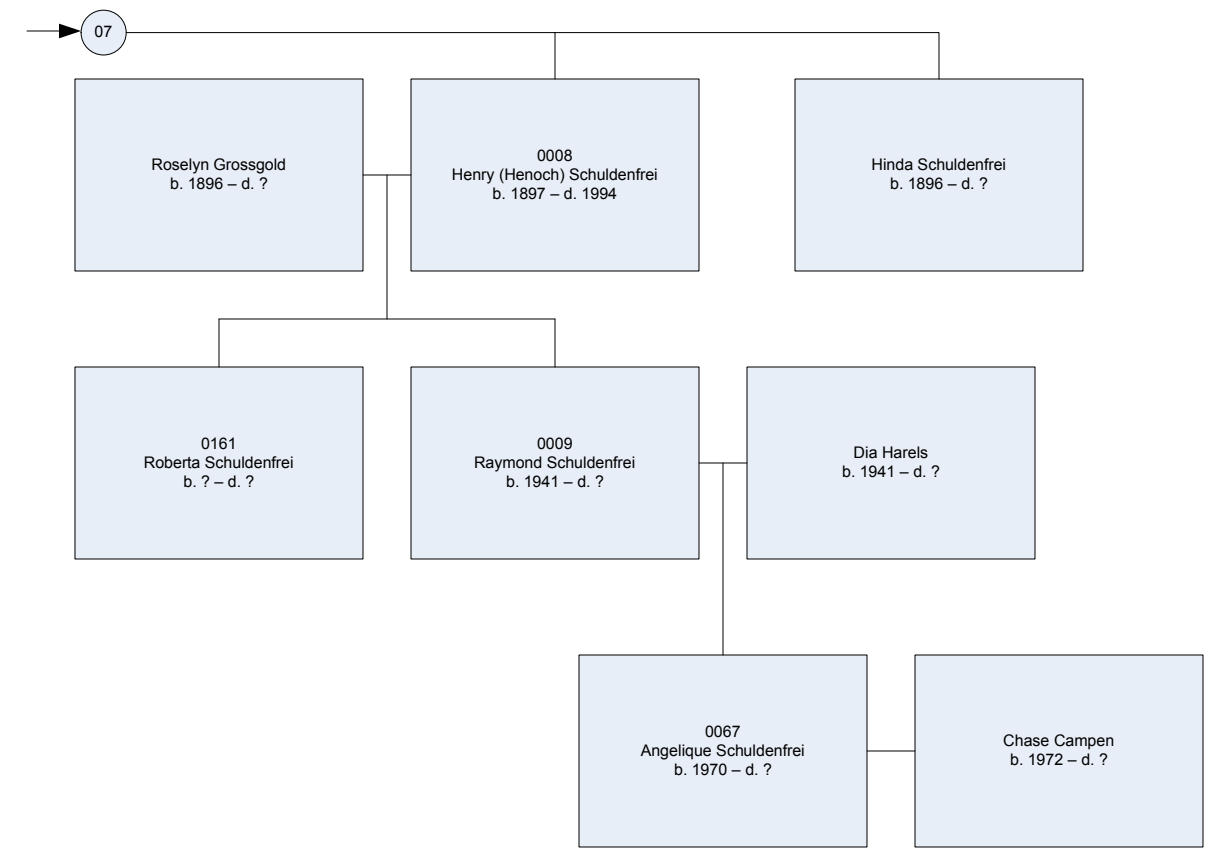 07
Roselyn Grossgold
b. 1896 – d. ?
0008
Henry (Henoch) Schuldenfrei
b. 1897 – d. 1994
Hinda Schuldenfrei
b. 1896 – d. ?
0161
Roberta Schuldenfrei
b. ? – d. ?
0009
Raymond Schuldenfrei
b. 1941 – d. ?
Dia Harels
b. 1941 – d. ?
0067
Angelique Schuldenfrei
b. 1970 – d. ?
Chase Campen
b. 1972 – d. ?